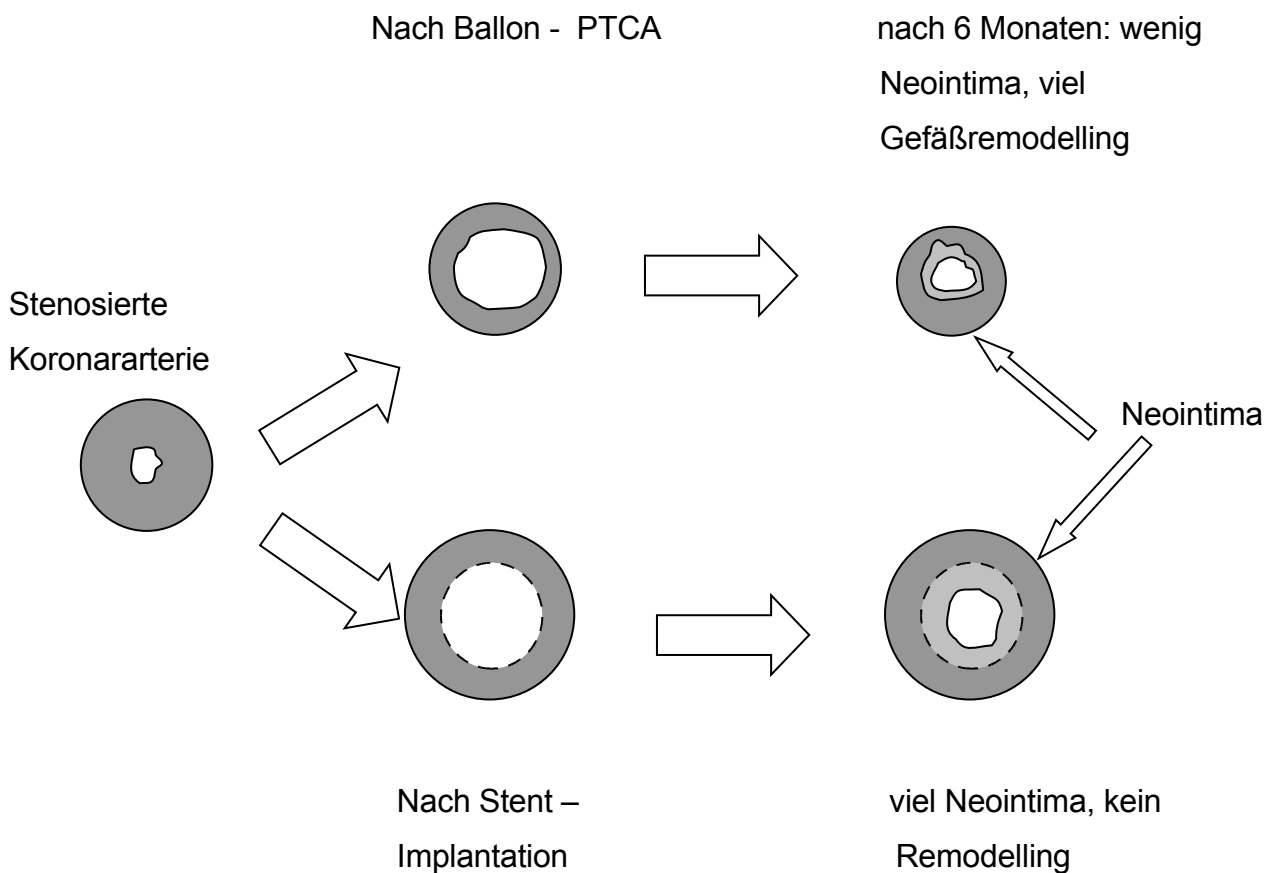 Nach Ballon - PTCA
nach 6 Monaten: wenig
Neointima, viel
Gefäßremodelling
Stenosierte
Koronararterie
Neointima
Nach Stent –
Implantation
viel Neointima, kein
Remodelling